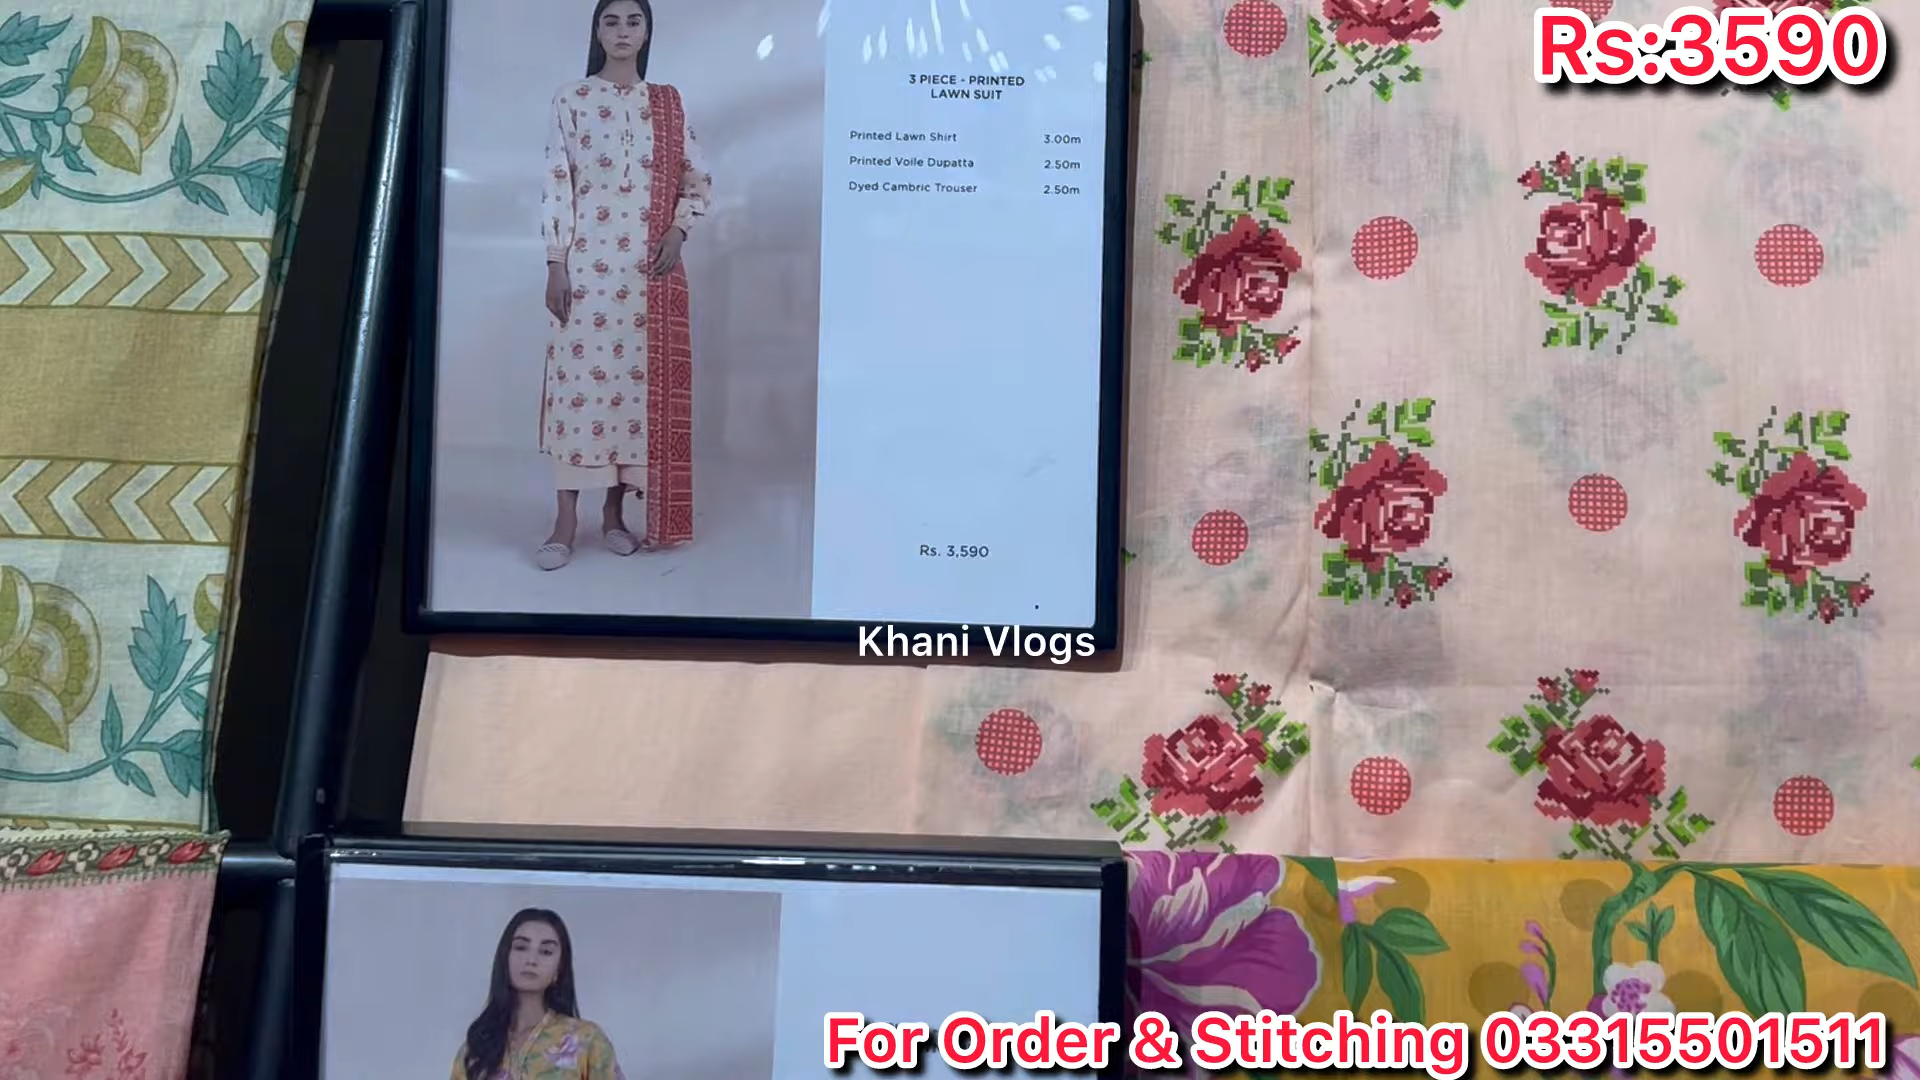 Rs:3590
3 PIECE - PRINTED
LAWN SUIT
Printed Lawn Shirt 3.00m
Printed Voile Dupatta 2.50m
Dyed Cambric Trouser 2.50m
Rs. 3,590
Khani Vlogs
For Order & Stitching 03315501511